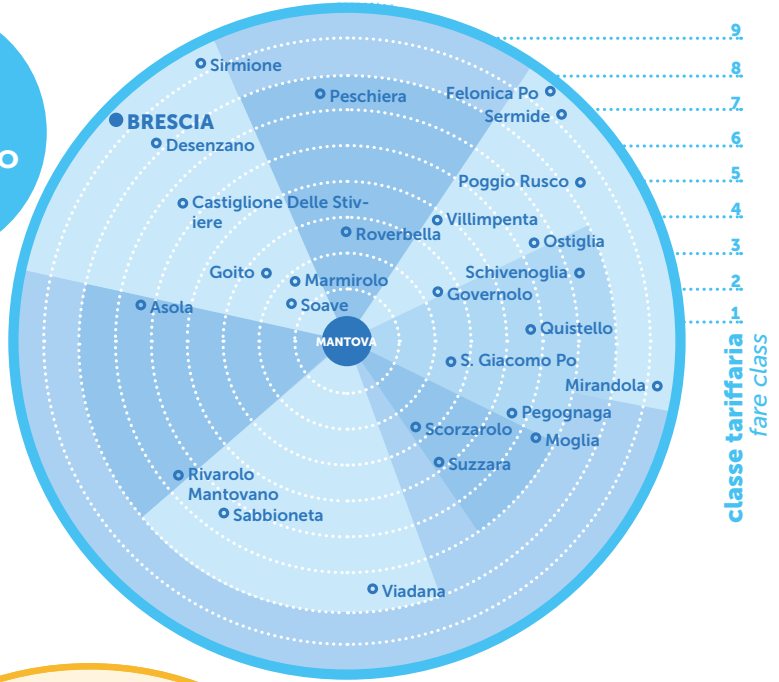 9
Sirmione
8
Peschiera
Felonica Po
7
Sermide
BRESCIA
6
Desenzano
O
5
Poggio Rusco
4
Castiglione Delle Stiv-
iere
Villimpenta
Roverbella
3
Ostiglia
Goito
Marmirolo
Schivenoglia
2
Governolo
Asola
Soave
1
Quistello
MANTOVA
S. Giacomo Po
Mirandola
Pegognaga
Scorzarolo
Moglia
Suzzara
Rivarolo
Mantovano
Sabbioneta
Viadana
classe tariffaria
fare class